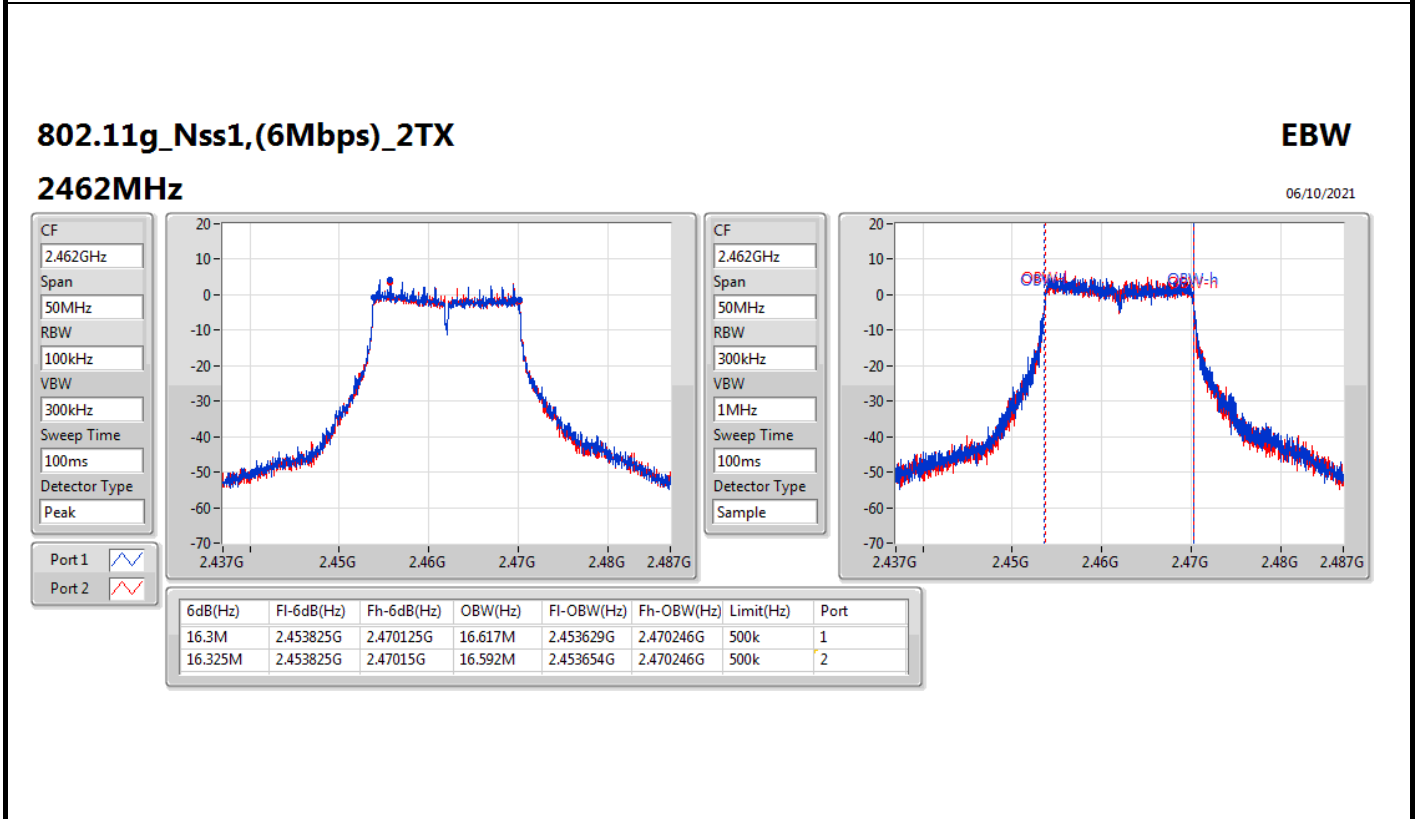 802.11g_Nss1,(6Mbps)_2TX
EBW
2462MHz
06/10/2021
CF
2.462GHz
Span
50MHz
RBW
100kHz
VBW
300kHz
Sweep Time
100ms
Detector Type
Peak
Port 1
Port 2
20
10
0
-10
-20
-30
-40
-50
-60
-70
2.437G 2.45G 2.46G 2.47G 2.48G 2.487G
CF
2.462GHz
Span
50MHz
RBW
300kHz
VBW
1MHz
Sweep Time
100ms
Detector Type
Sample
20
10
0
-10
-20
-30
-40
-50
-60
-70
OBW-h
2.437G 2.45G 2.46G 2.47G 2.48G 2.487G
6dB(Hz) Fl-6dB(Hz) Fh-6dB(Hz) OBW(Hz) Fl-OBW(Hz) Fh-OBW(Hz) Limit(Hz) Port
16.3M 2.453825G 2.470125G 16.617M 2.453629G 2.470246G 500k 1
16.325M 2.453825G 2.47015G 16.592M 2.453654G 2.470246G 500k 2